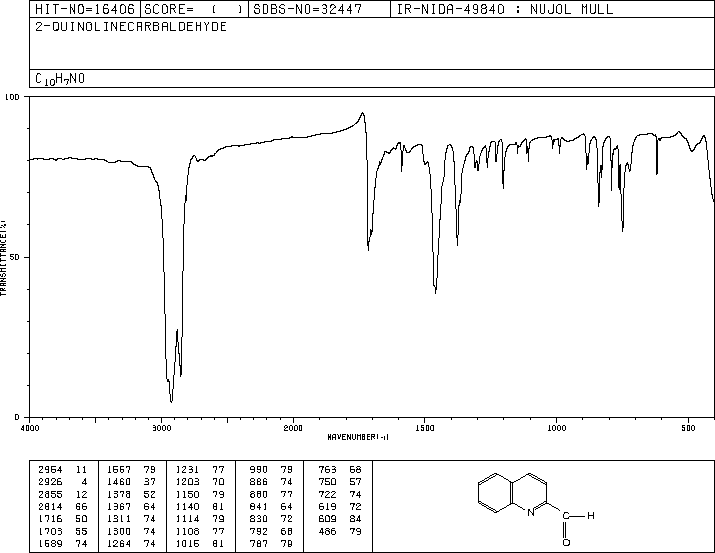 HIT-NO=16406 SCORE= ( ) SDBS-NO=32447 IR-NIDA-49840 : NUJOL MULL
2-QUINOLINECARBALDEHYDE
C10H7NO
100
50
0
TRANSMITTANCE(%)
4000 3000 2000 1500 1000 500
WAVENUMBER(-1)
2954 11 1567 79 1231 77 990 79 763 68
2926 4 1460 37 1203 70 886 74 750 57
2855 12 1378 52 1150 79 880 77 722 74
2814 66 1367 64 1140 81 841 64 619 72
1716 50 1311 74 1114 79 830 72 609 84
1703 55 1300 74 1108 77 792 68 486 79
1589 74 1264 74 1015 81 787 79
N C H
O